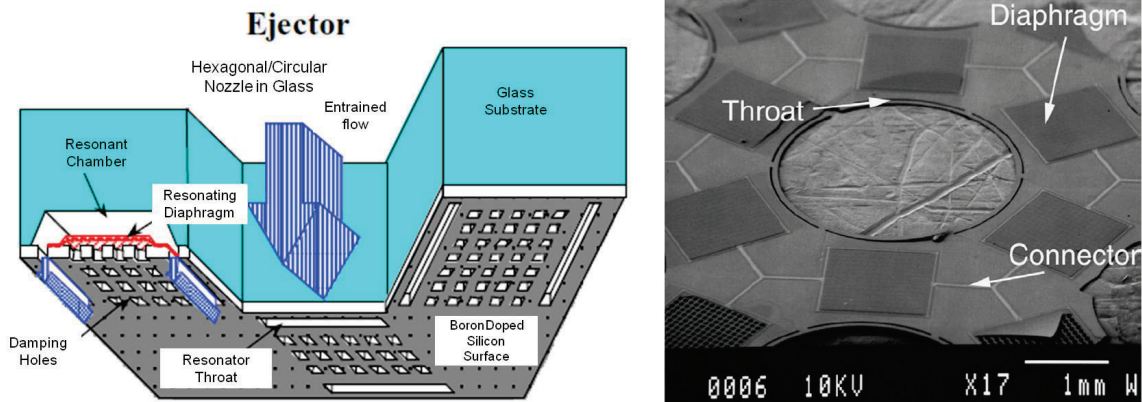 Ejector
Hexagonal/Circular
Nozzle in Glass
Entrained
flow
Glass
Substrate
Resonant
Chamber
Resonating
Diaphragm
Damping
Holes
Resonator
Throat
BoronDoped
Silicon
Surface
Diaphragm
Throat
Connector
0006 10KV X17 1mm W